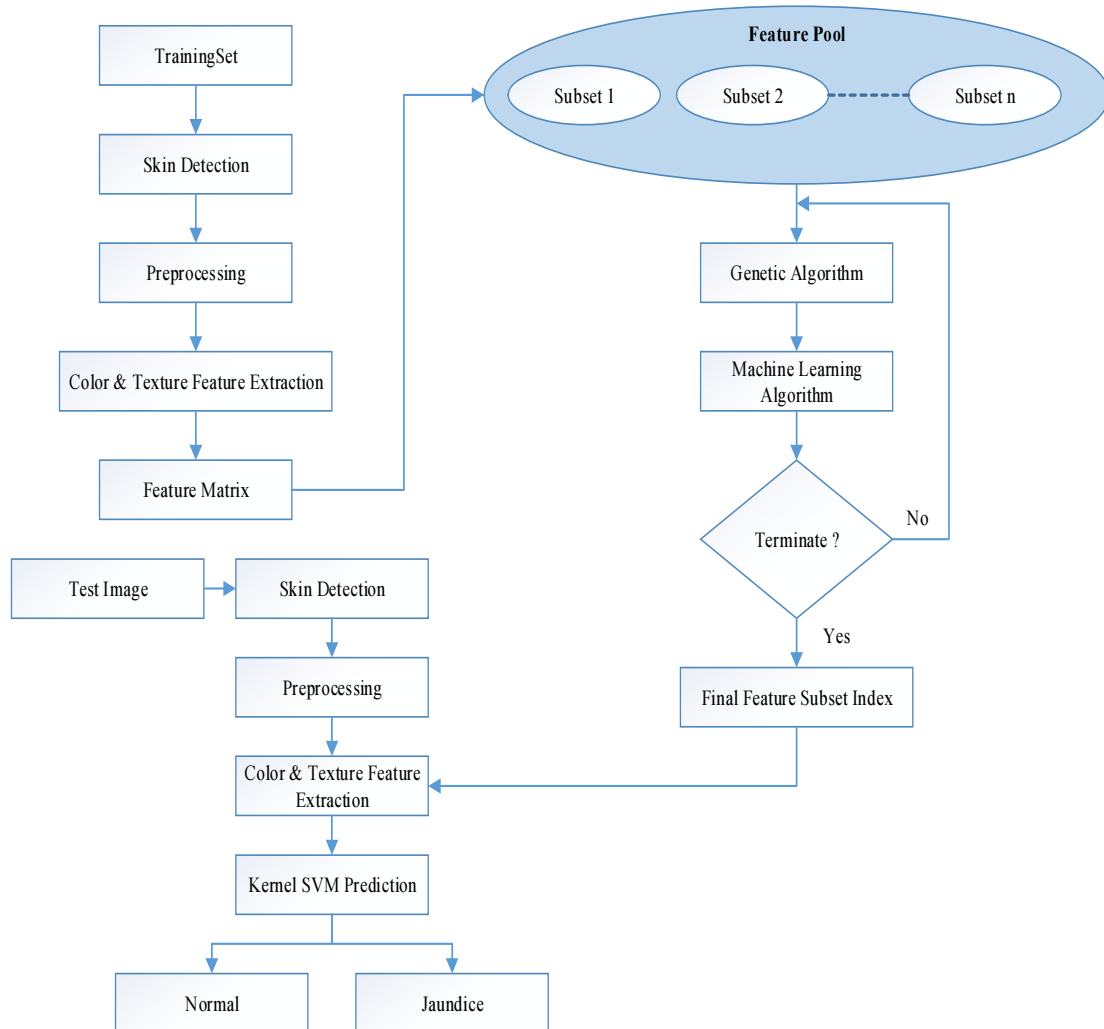 TrainingSet
Skin Detection
Preprocessing
Color & Texture Feature Extraction
Feature Matrix
Feature Pool
Subset 1
Subset 2
Subset n
Genetic Algorithm
Machine Learning
Algorithm
Terminate ?
No
Yes
Final Feature Subset Index
Test Image
Skin Detection
Preprocessing
Color & Texture Feature
Extraction
Kernel SVM Prediction
Normal
Jaundice